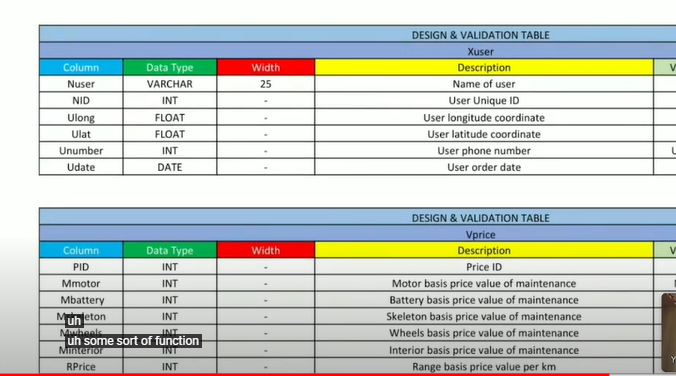 DESIGN & VALIDATION TABLE
Xuser
Column Data Type Width Description V
Nuser VARCHAR 25 Name of user
NID INT - User Unique ID
Ulong FLOAT - User longitude coordinate
Ulat FLOAT - User latitude coordinate
Unumber INT - User phone number
Udate DATE - User order date
DESIGN & VALIDATION TABLE
Vprice
Column Data Type Width Description V
PID INT - Price ID
Mmotor INT - Motor basis price value of maintenance
Mbattery INT - Battery basis price value of maintenance
INT - Skeleton basis price value of maintenance
uh
Mwheels INT - Wheels basis price value of maintenance
uh some sort of function
Minterior INT - Interior basis price value of maintenance
RPrice INT - Range basis price value per km